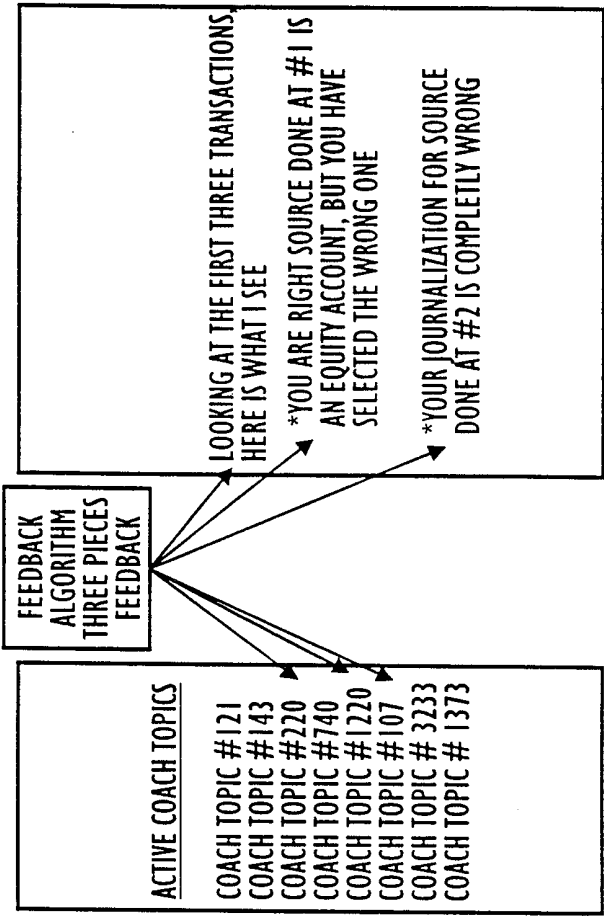 FEEDBACK
ALGORITHM
THREE PIECES
FEEDBACK
ACTIVE COACH TOPICS
COACH TOPIC #121
COACH TOPIC #143
COACH TOPIC #220
COACH TOPIC #740
COACH TOPIC #1220
COACH TOPIC #107
COACH TOPIC # 3233
COACH TOPIC # 1373
LOOKING AT THE FIRST THREE TRANSACTIONS,
HERE IS WHAT I SEE
*YOU ARE RIGHT SOURCE DONE AT #1 IS
AN EQUITY ACCOUNT, BUT YOU HAVE
SELECTED THE WRONG ONE
*YOUR JOURNALIZATION FOR SOURCE
DONE AT #2 IS COMPLETLY WRONG